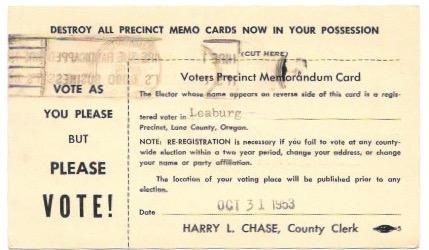 DESTROY ALL PRECINCT MEMO CARDS NOW IN YOUR POSSESSION
(CUT HERE)
VOTE AS
YOU PLEASE
BUT
PLEASE
VOTE!
Voters Precinct Memorandum Card
The Elector whose name appears on reverse side of this card is a regis-
tered voter in Leaburg
Precinct, Lane County, Oregon.
NOTE: RE-REGISTRATION is necessary if you fail to vote at any county-
wide election within a two year period, change your address, or change
your name or party affiliation.
The location of your voting place will be published prior to any
election.
Date OCT 31 1953
HARRY L. CHASE, County Clerk